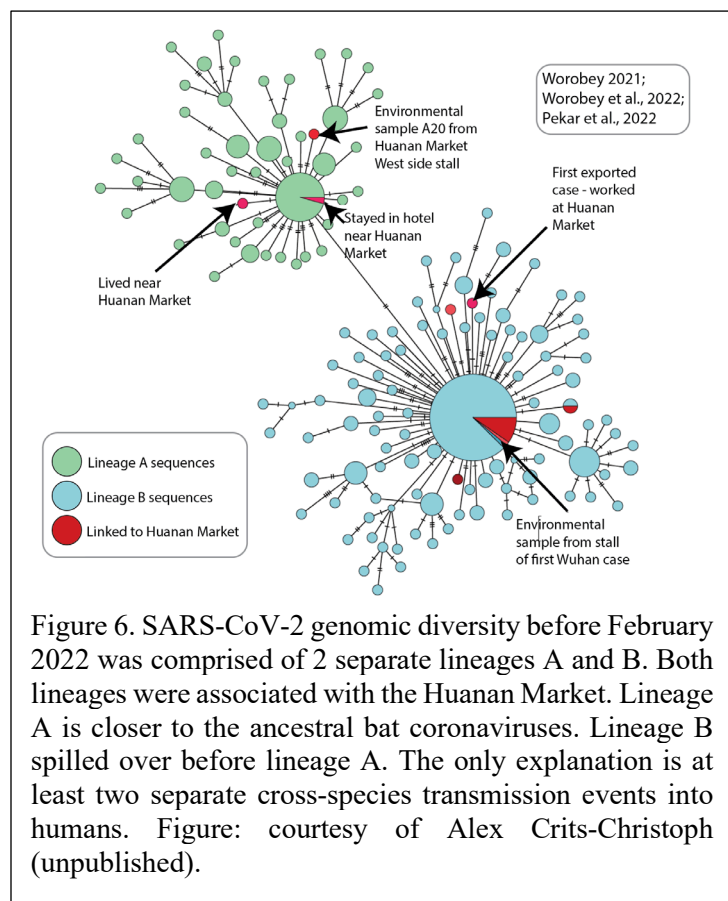 Worobey 2021;
Worobey et al., 2022;
Pekar et al., 2022
Environmental
sample A20 from
Huanan Market
West side stall
First exported
case - worked
at Huanan
Market
Stayed in hotel
near Huanan
Market
Lived near
Huanan Market
Lineage A sequences
Lineage B sequences
Linked to Huanan Market
Environmental
sample from stall
of first Wuhan case
Figure 6. SARS-CoV-2 genomic diversity before February
2022 was comprised of 2 separate lineages A and B. Both
lineages were associated with the Huanan Market. Lineage
A is closer to the ancestral bat coronaviruses. Lineage B
spilled over before lineage A. The only explanation is at
least two separate cross-species transmission events into
humans. Figure: courtesy of Alex Crits-Christoph
(unpublished).